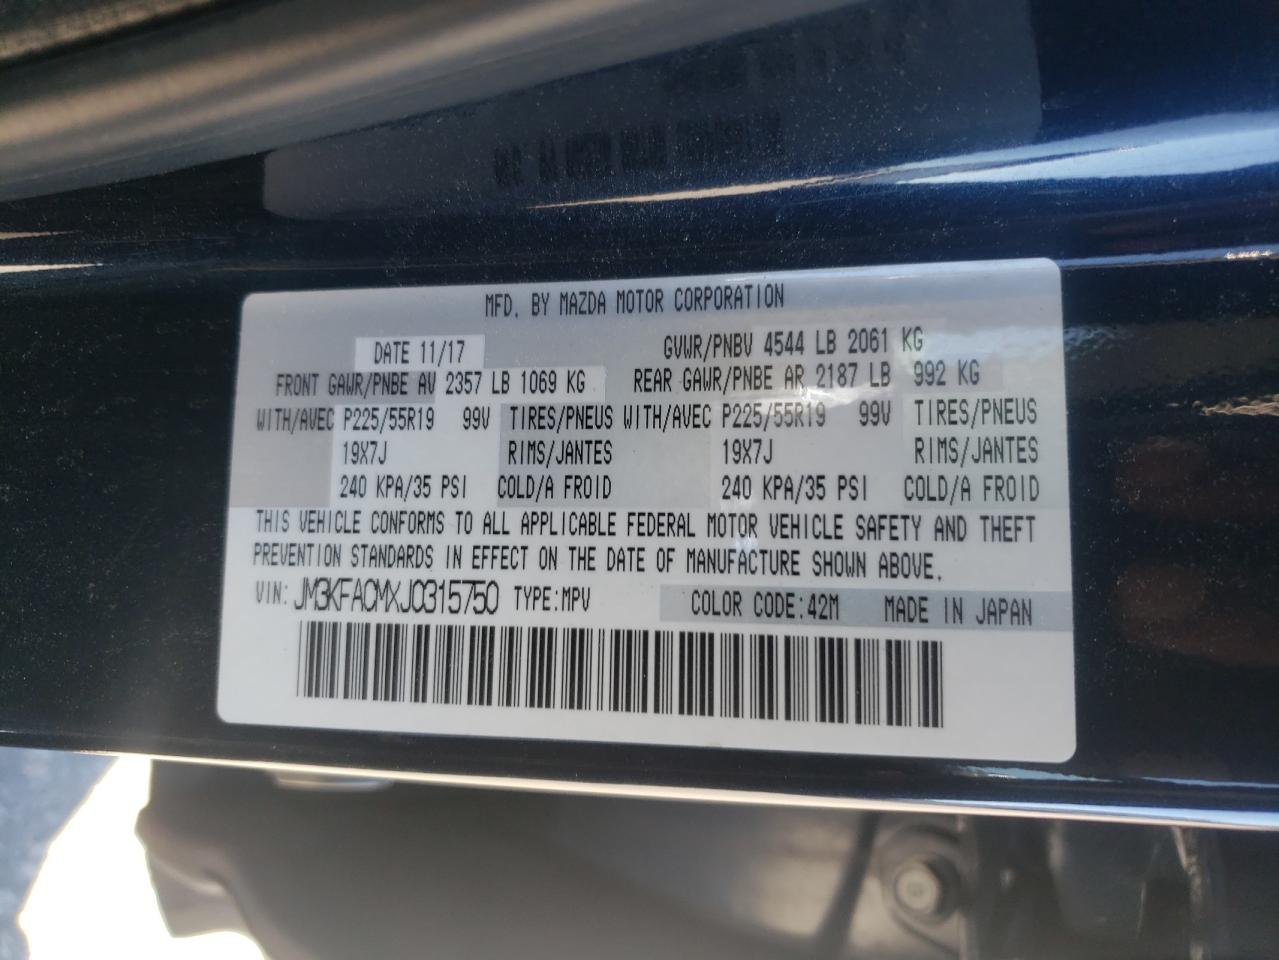 MFD. BY MAZDA MOTOR CORPORATION
DATE 11/17 GVWR/PNBV 4544 LB 2061 KG
FRONT GAWR/PNBE AV 2357 LB 1069 KG REAR GAWR/PNBE AR 2187 LB 992 KG
WITH/AVEC P225/55R19 99V TIRES/PNEUS WITH/AVEC P225/55R19 99V TIRES/PNEUS
19X7J RIMS/JANTES 19X7J RIMS/JANTES
240 KPA/35 PSI COLD/A FROID 240 KPA/35 PSI COLD/A FROID
THIS VEHICLE CONFORMS TO ALL APPLICABLE FEDERAL MOTOR VEHICLE SAFETY AND THEFT
PREVENTION STANDARDS IN EFFECT ON THE DATE OF MANUFACTURE SHOWN ABOVE.
VIN: JM3KFACMXJ0315750 TYPE:MPV COLOR CODE:42M MADE IN JAPAN